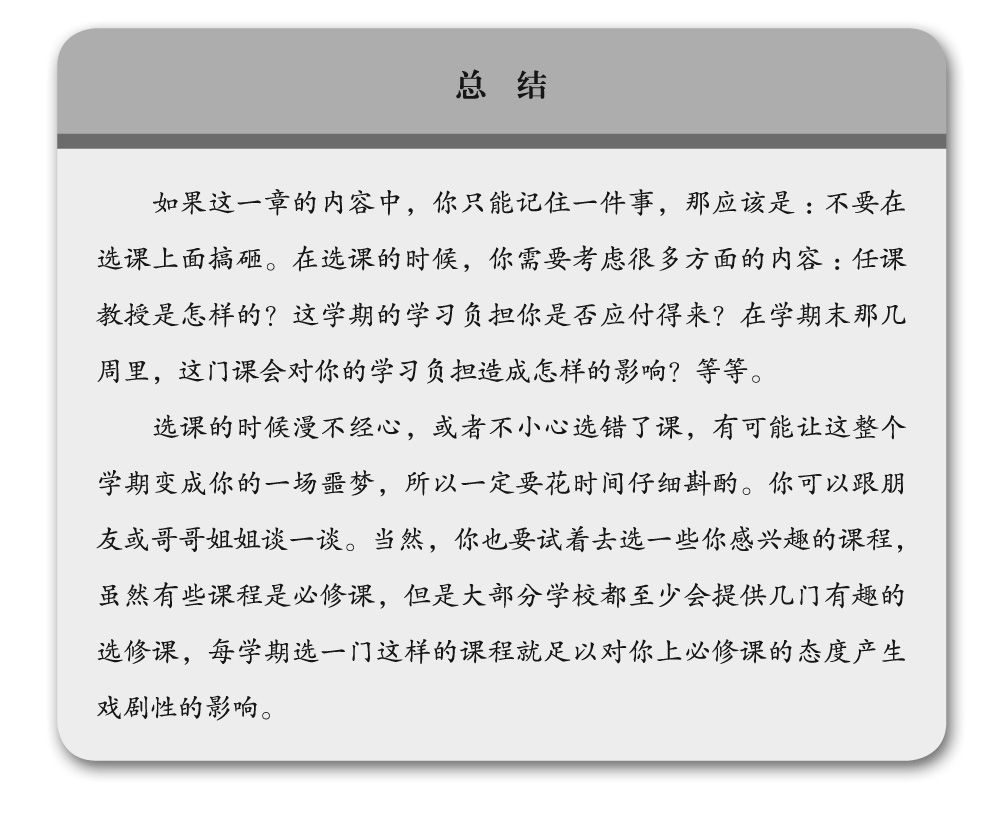 总 结
如果这一章的内容中，你只能记住一件事，那应该是：不要在
选课上面搞砸。在选课的时候，你需要考虑很多方面的内容：任课
教授是怎样的？这学期的学习负担你是否应付得来？在学期末那几
周里，这门课会对你的学习负担造成怎样的影响？等等。
选课的时候漫不经心，或者不小心选错了课，有可能让这整个
学期变成你的一场噩梦，所以一定要花时间仔细斟酌。你可以跟朋
友或哥哥姐姐谈一谈。当然，你也要试着去选一些你感兴趣的课程，
虽然有些课程是必修课，但是大部分学校都至少会提供几门有趣的
选修课，每学期选一门这样的课程就足以对你上必修课的态度产生
戏剧性的影响。